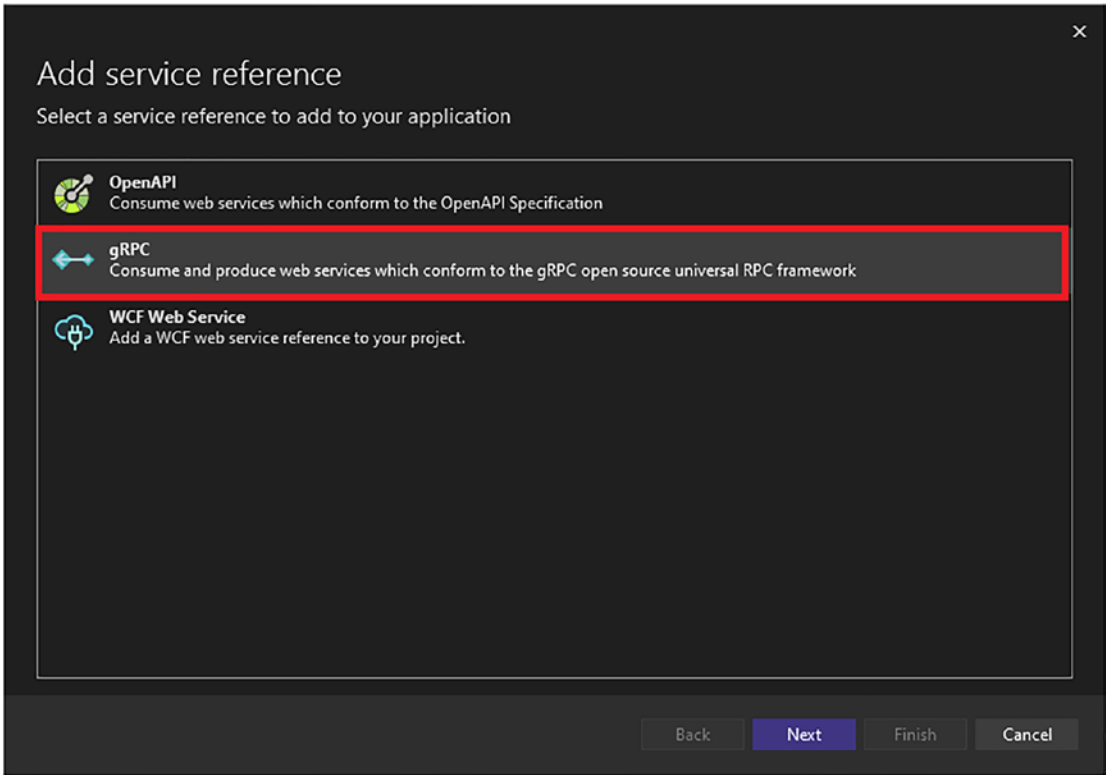 Add service reference
Select a service reference to add to your application
OpenAPI
Consume web services which conform to the OpenAPI Specification
gRPC
Consume and produce web services which conform to the gRPC open source universal RPC framework
WCF Web Service
Add a WCF web service reference to your project.
Back Next Finish Cancel